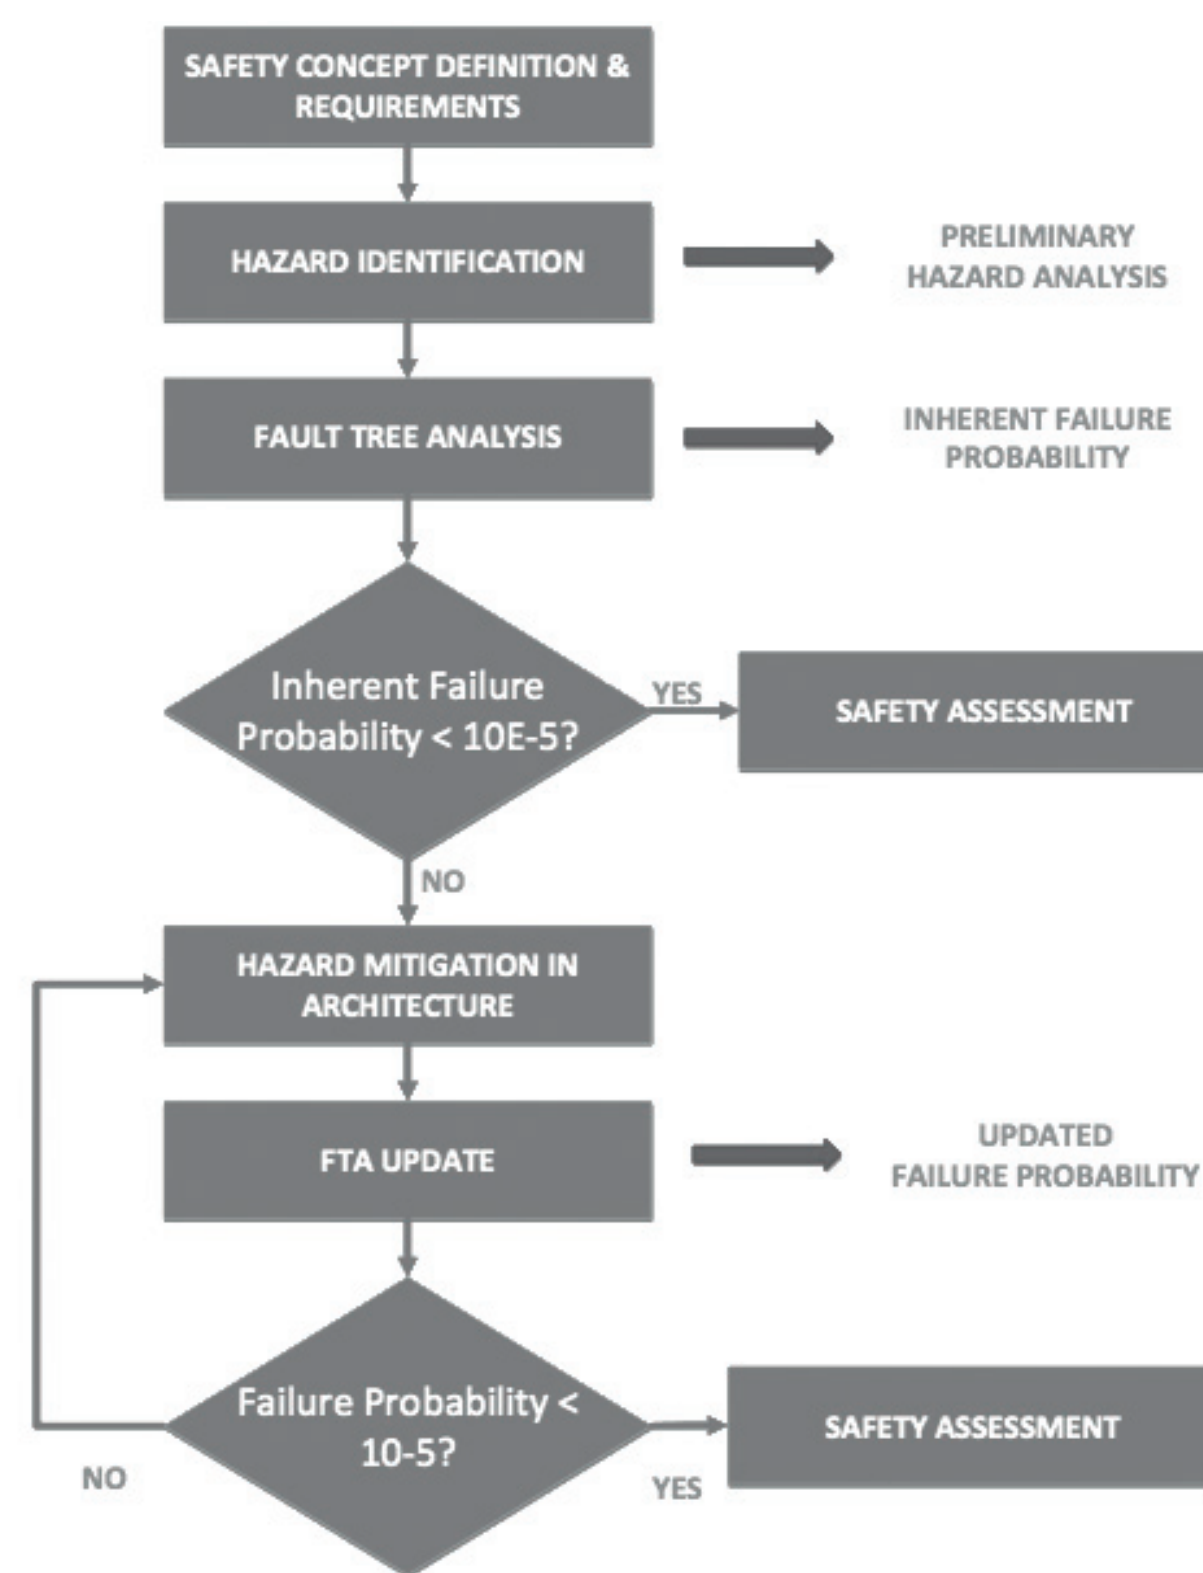 SAFETY CONCEPT DEFINITION &
REQUIREMENTS
HAZARD IDENTIFICATION
PRELIMINARY
HAZARD ANALYSIS
FAULT TREE ANALYSIS
INHERENT FAILURE
PROBABILITY
Inherent Failure
Probability < 10E-5?
YES
SAFETY ASSESSMENT
NO
HAZARD MITIGATION IN
ARCHITECTURE
FTA UPDATE
UPDATED
FAILURE PROBABILITY
Failure Probability <
10-5?
NO
YES
SAFETY ASSESSMENT